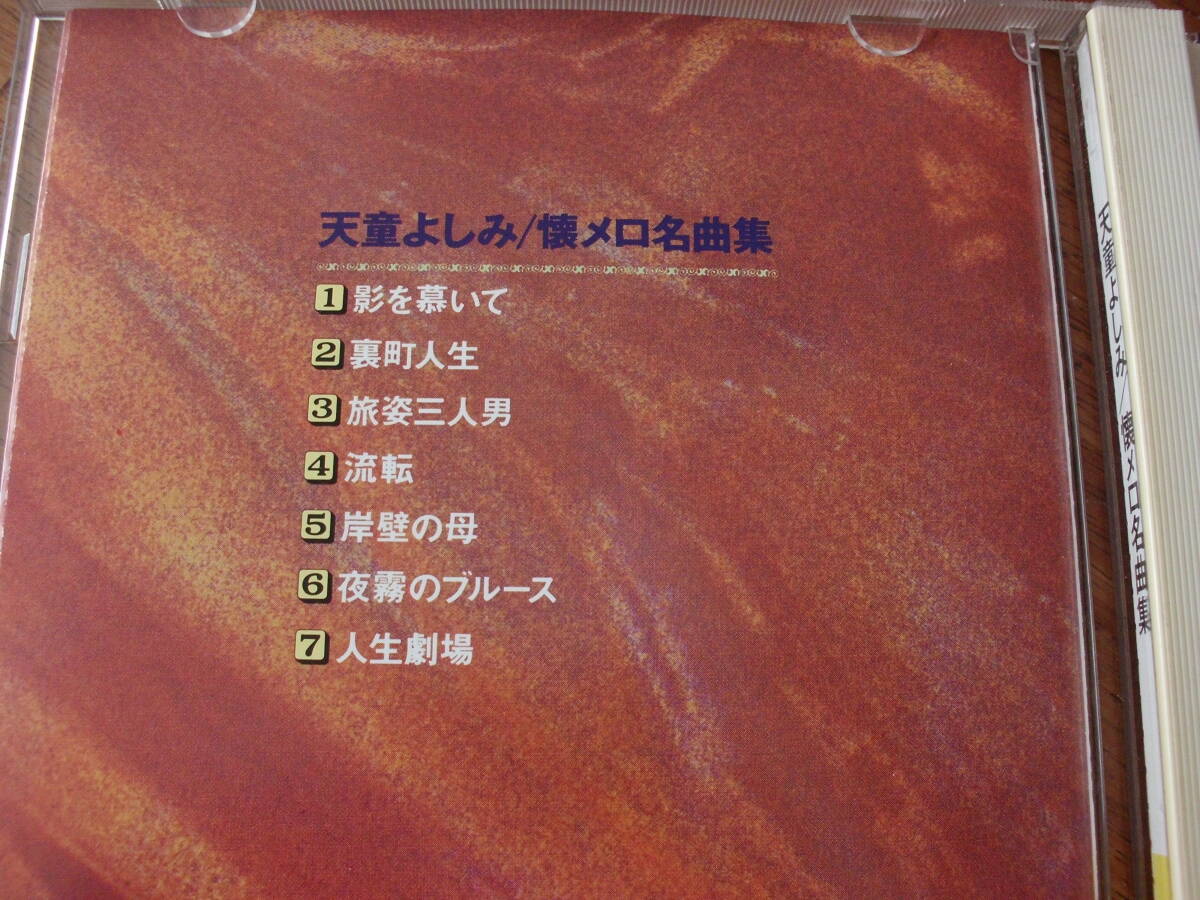 天童よしみ/懐メロ名曲集
1 影を慕いて
2 裏町人生
3 旅姿三人男
4 流転
5 岸壁の母
6 夜霧のブルース
7 人生劇場
天童よしみ/懐メロ名曲集